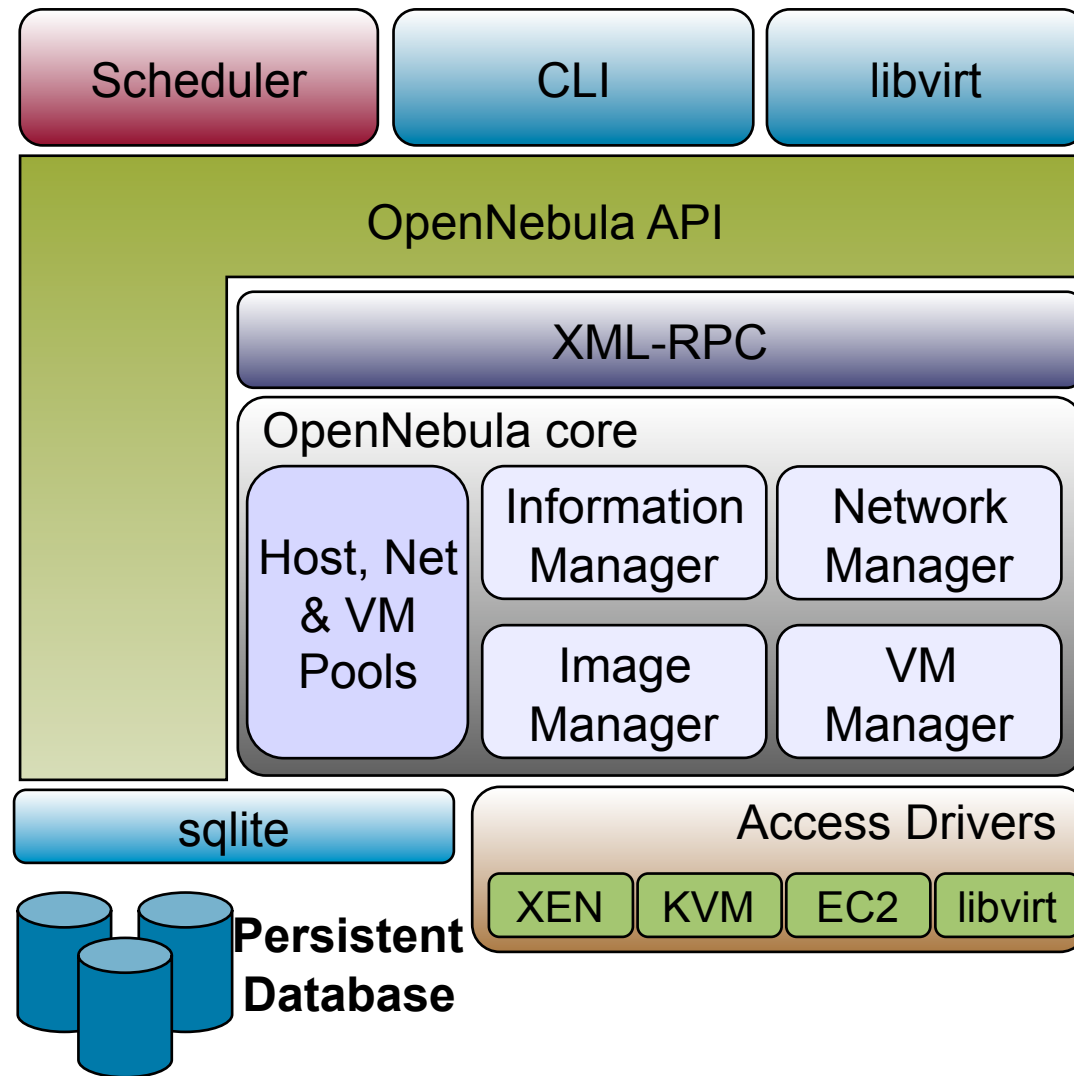 Scheduler
CLI
libvirt
OpenNebula API
XML-RPC
OpenNebula core
Host, Net
& VM
Pools
Information
Manager
Network
Manager
Image
Manager
VM
Manager
sqlite
Access Drivers
XEN
KVM
EC2
libvirt
Persistent
Database